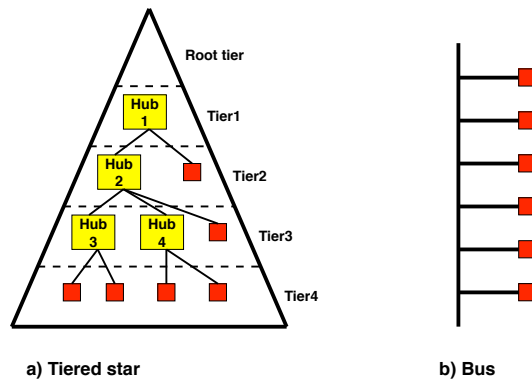 Root tier
Hub
1
Tier1
Hub
2
Tier2
Hub
3
Hub
4
Tier3
Tier4
a) Tiered star
b) Bus